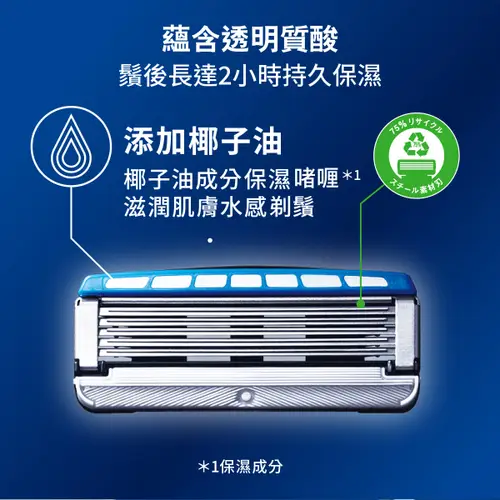 蘊含透明質酸
鬚後長達2小時持久保濕
添加椰子油
椰子油成分保濕啫喱＊1
滋潤肌膚水感剃鬚
75%リサイクル
スチール素材刃
＊1保濕成分